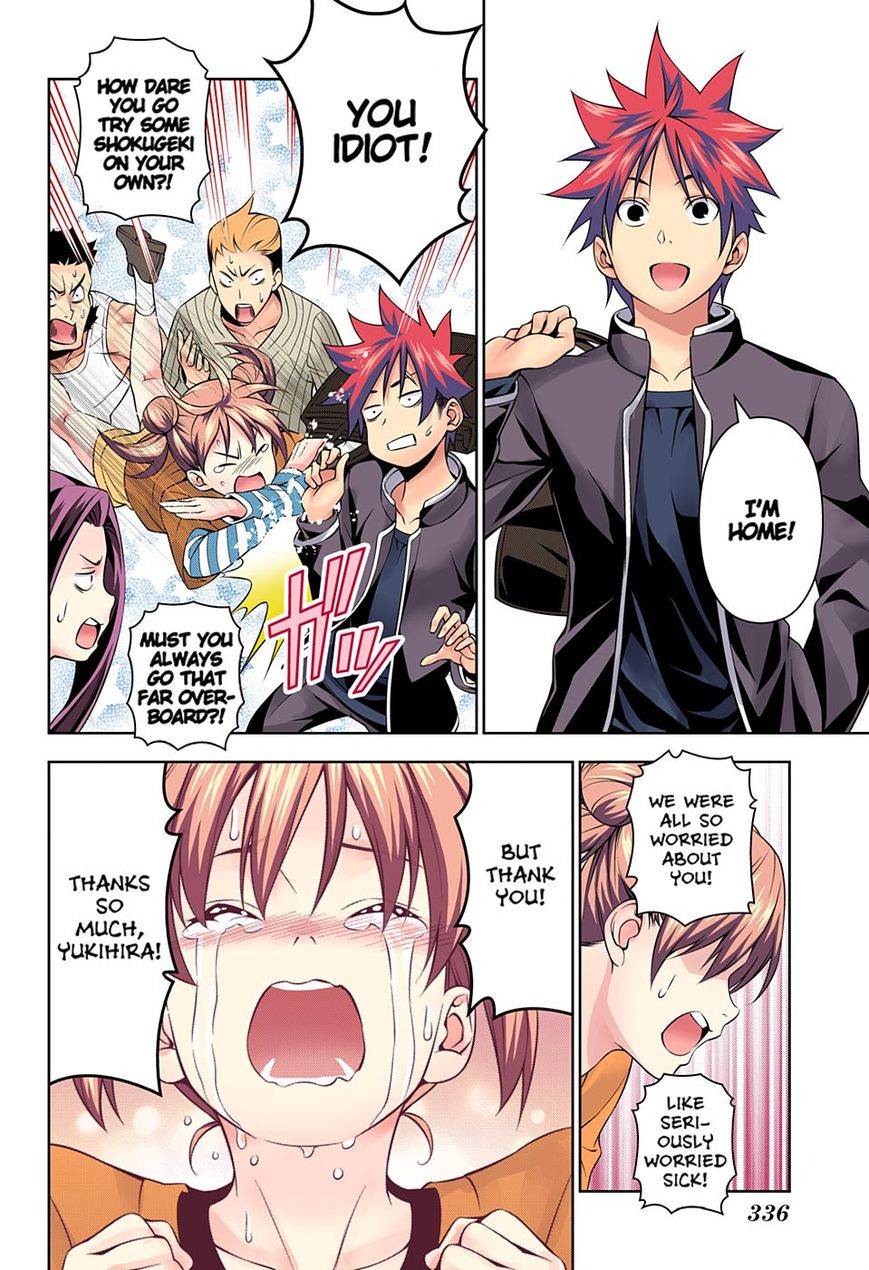 I'M
HOME!
YOU
IDIOT!
HOW DARE
YOU GO
TRY SOME
SHOKUGEKI
ON YOUR
OWN?!
ガッ
MUST YOU
ALWAYS
GO THAT
FAR OVER-
BOARD?!
WE WERE
ALL SO
WORRIED
ABOUT
YOU!
LIKE
SERI-
OUSLY
WORRIED
SICK!
BUT
THANK
YOU!
THANKS
SO
MUCH,
YUKIHIRA!
336